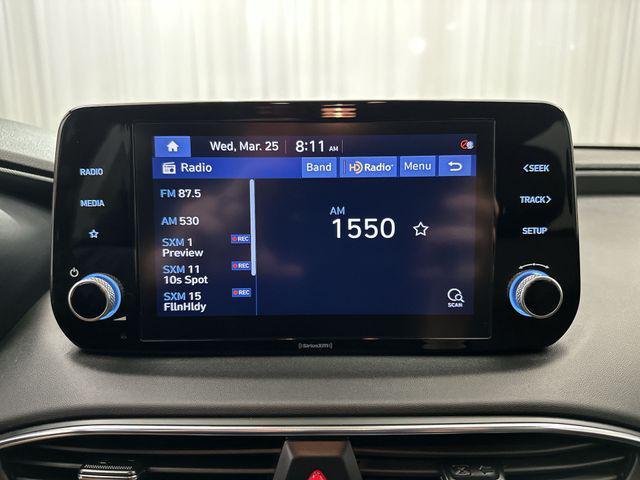 Wed, Mar. 25 8:11 AM
Radio Band HD Radio Menu
RADIO
MEDIA
FM 87.5
AM 530
SXM 1 REC
Preview
SXM 11 REC
10s Spot
SXM 15 REC
FllnHldy
AM
1550
SCAN
< SEEK
TRACK >
SETUP
((SiriusXM))